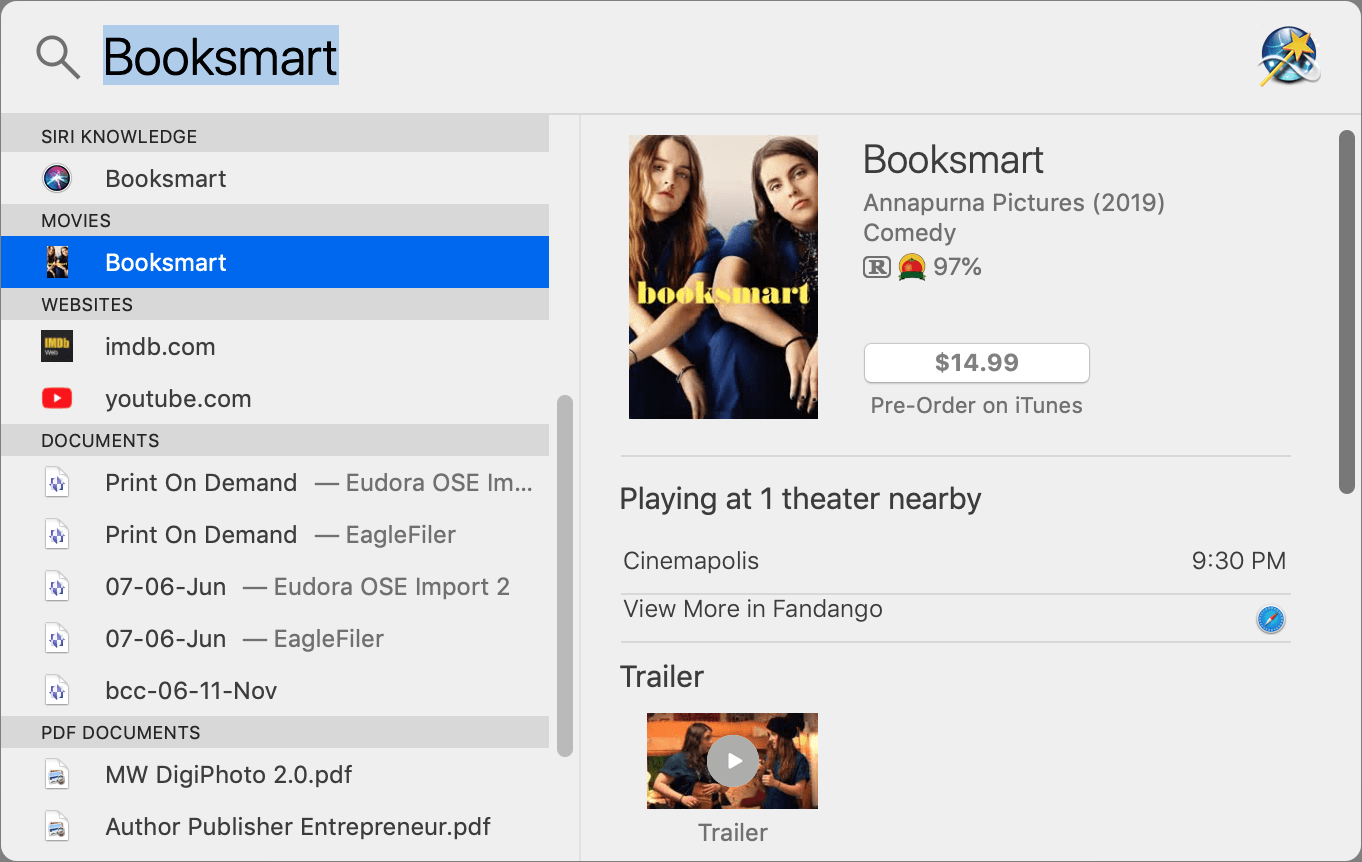 Booksmart
SIRI KNOWLEDGE
Booksmart
MOVIES
Booksmart
WEBSITES
IMDb
Web
imdb.com
youtube.com
DOCUMENTS
Print On Demand — Eudora OSE Im...
Print On Demand — EagleFiler
07-06-Jun — Eudora OSE Import 2
07-06-Jun — EagleFiler
bcc-06-11-Nov
PDF DOCUMENTS
MW DigiPhoto 2.0.pdf
Author Publisher Entrepreneur.pdf
booksmart
Booksmart
Annapurna Pictures (2019)
Comedy
R 97%
$14.99
Pre-Order on iTunes
Playing at 1 theater nearby
Cinemapolis 9:30 PM
View More in Fandango
Trailer
Trailer